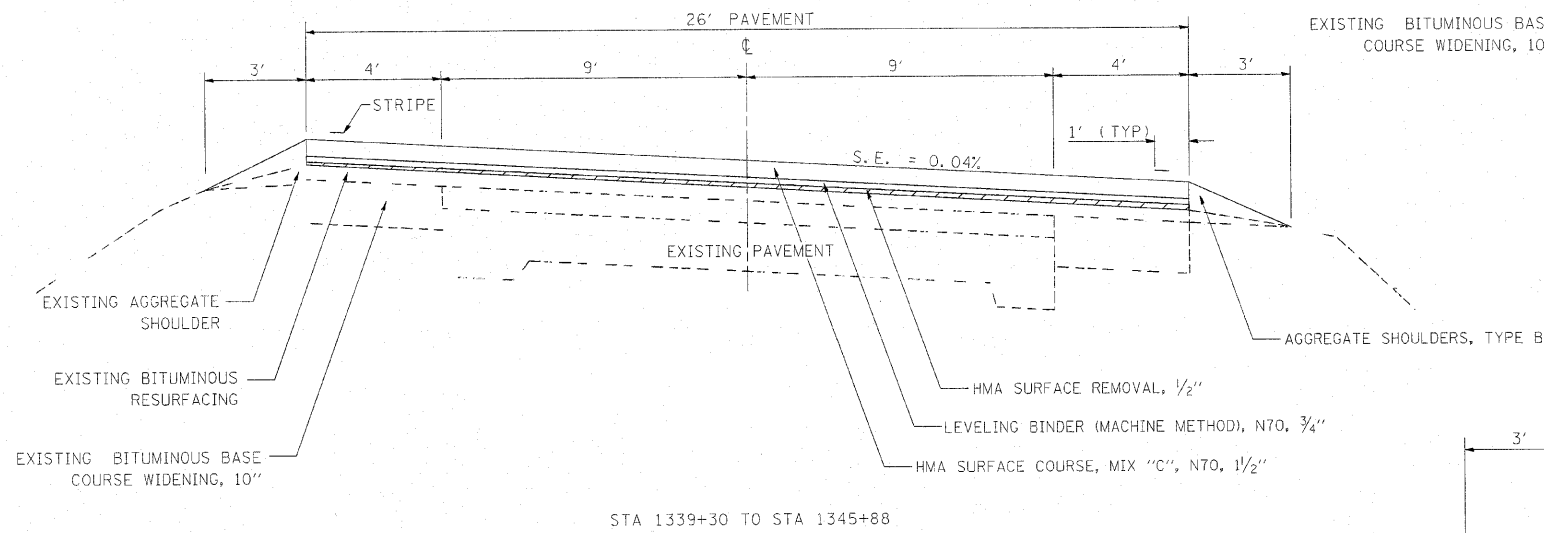 26' PAVEMENT
EXISTING BITUMINOUS BAS
COURSE WIDENING, 10
℄
3'
4'
9'
9'
4'
3'
STRIPE
1' (TYP)
S.E. = 0.04%
EXISTING PAVEMENT
EXISTING AGGREGATE
SHOULDER
AGGREGATE SHOULDERS, TYPE B
EXISTING BITUMINOUS
RESURFACING
HMA SURFACE REMOVAL, 1/2"
LEVELING BINDER (MACHINE METHOD), N70, 3/4"
3'
EXISTING BITUMINOUS BASE
COURSE WIDENING, 10"
HMA SURFACE COURSE, MIX "C", N70, 1 1/2"
STA 1339+30 TO STA 1345+88